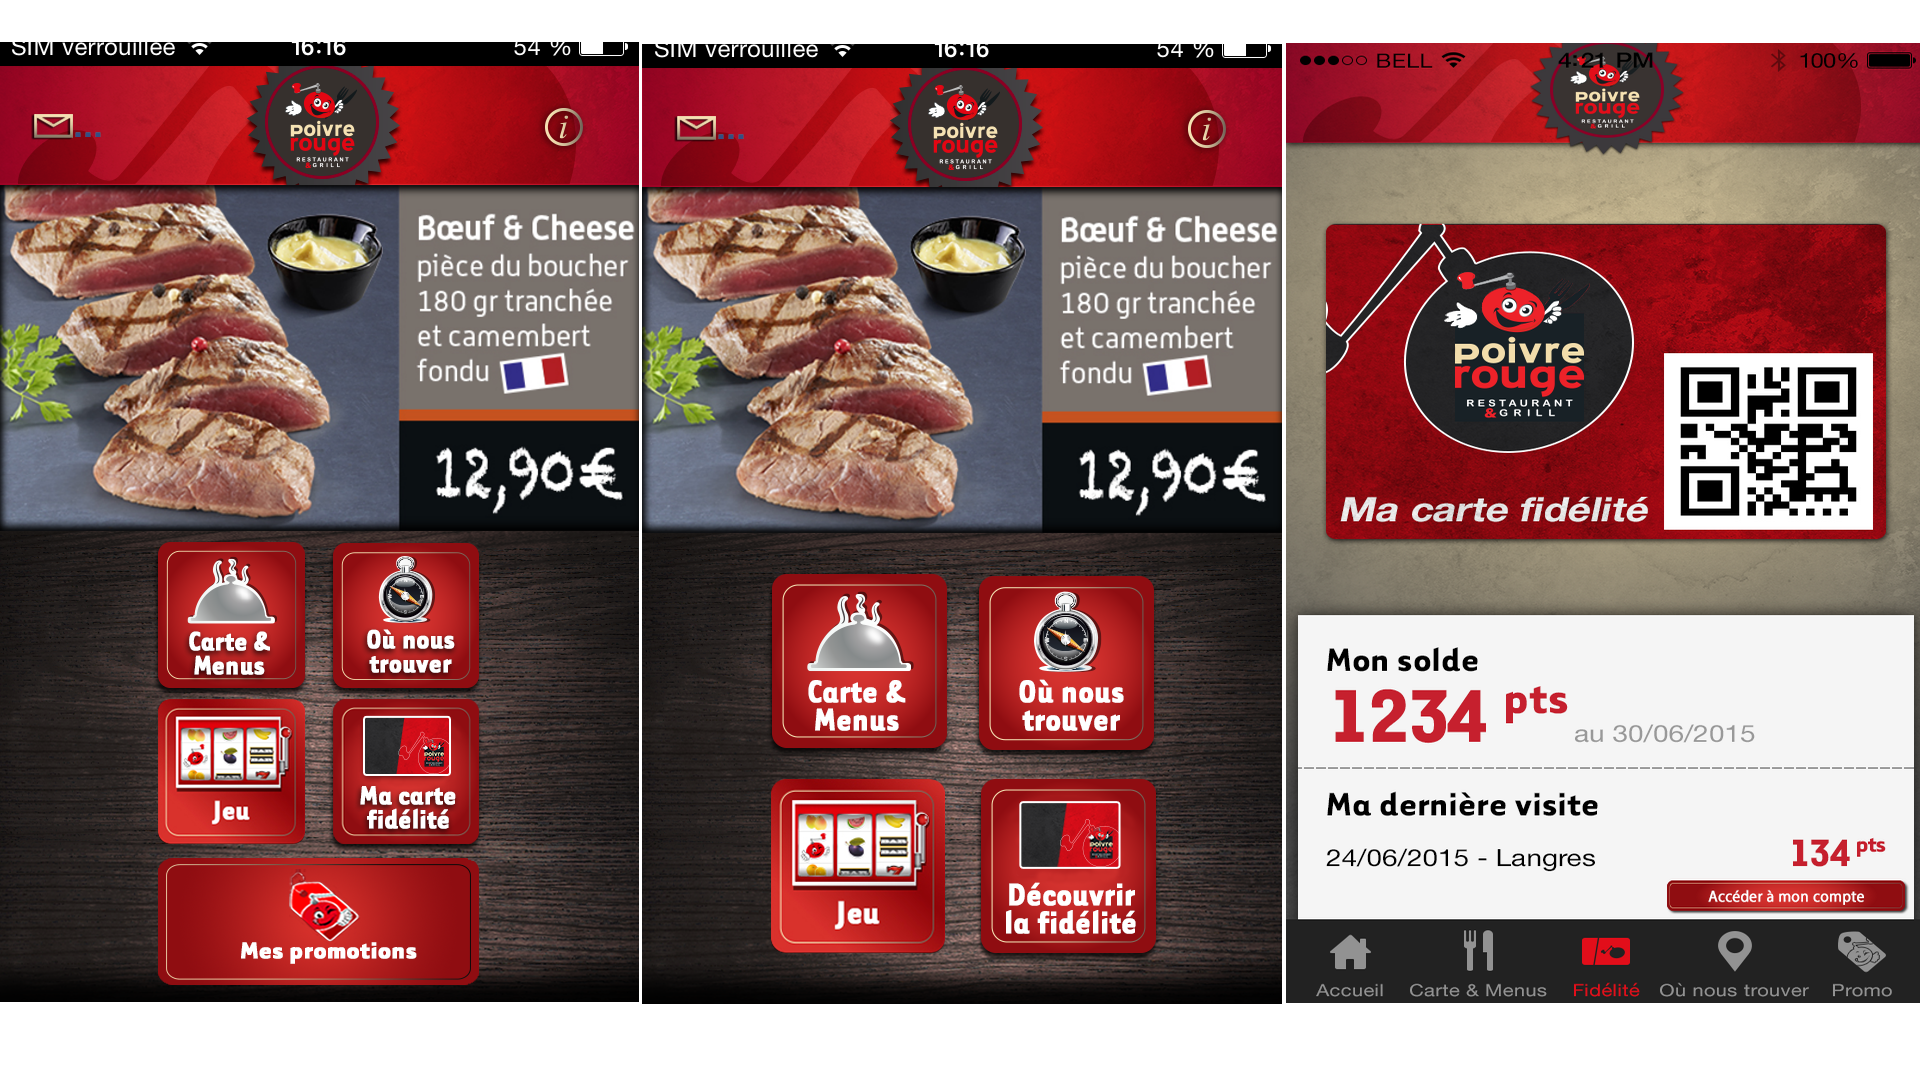 SIM verrouillée
16:16
54 %
poivre
rouge
RESTAURANT
&GRILL
i
Bœuf & Cheese
pièce du boucher
180 gr tranchée
et camembert
fondu
12,90€
Carte &
Menus
Où nous
trouver
Jeu
poivre
rouge
Ma carte
fidélité
Mes promotions
SIM verrouillée
16:16
54 %
poivre
rouge
RESTAURANT
&GRILL
i
Bœuf & Cheese
pièce du boucher
180 gr tranchée
et camembert
fondu
12,90€
Carte &
Menus
Où nous
trouver
Jeu
poivre
rouge
Découvrir
la fidélité
BELL
4:21 PM
100%
poivre
rouge
RESTAURANT
&GRILL
poivre
rouge
RESTAURANT
&GRILL
Ma carte fidélité
Mon solde
1234 pts
au 30/06/2015
Ma dernière visite
24/06/2015 - Langres
134 pts
Accéder à mon compte
Accueil
Carte & Menus
Fidélité
Où nous trouver
Promo